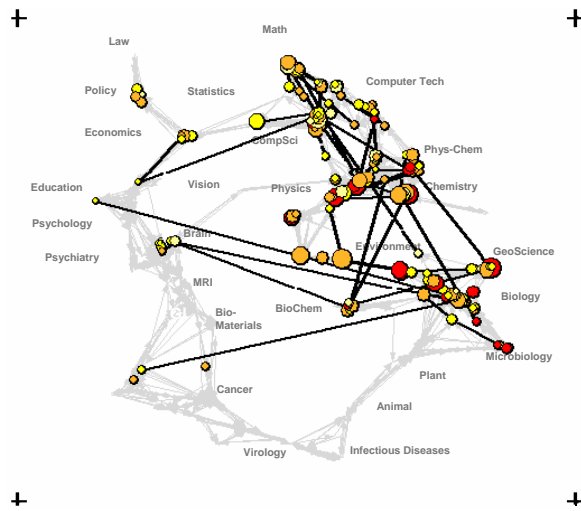 Math
Law
Computer Tech
Policy
Statistics
Economics
CompSci
Phys-Chem
Education
Vision
Physics
Chemistry
Psychology
Brain
Environment
GeoScience
Psychiatry
MRI
Biology
BioChem
Bio-
Materials
Microbiology
Plant
Cancer
Animal
Virology
Infectious Diseases